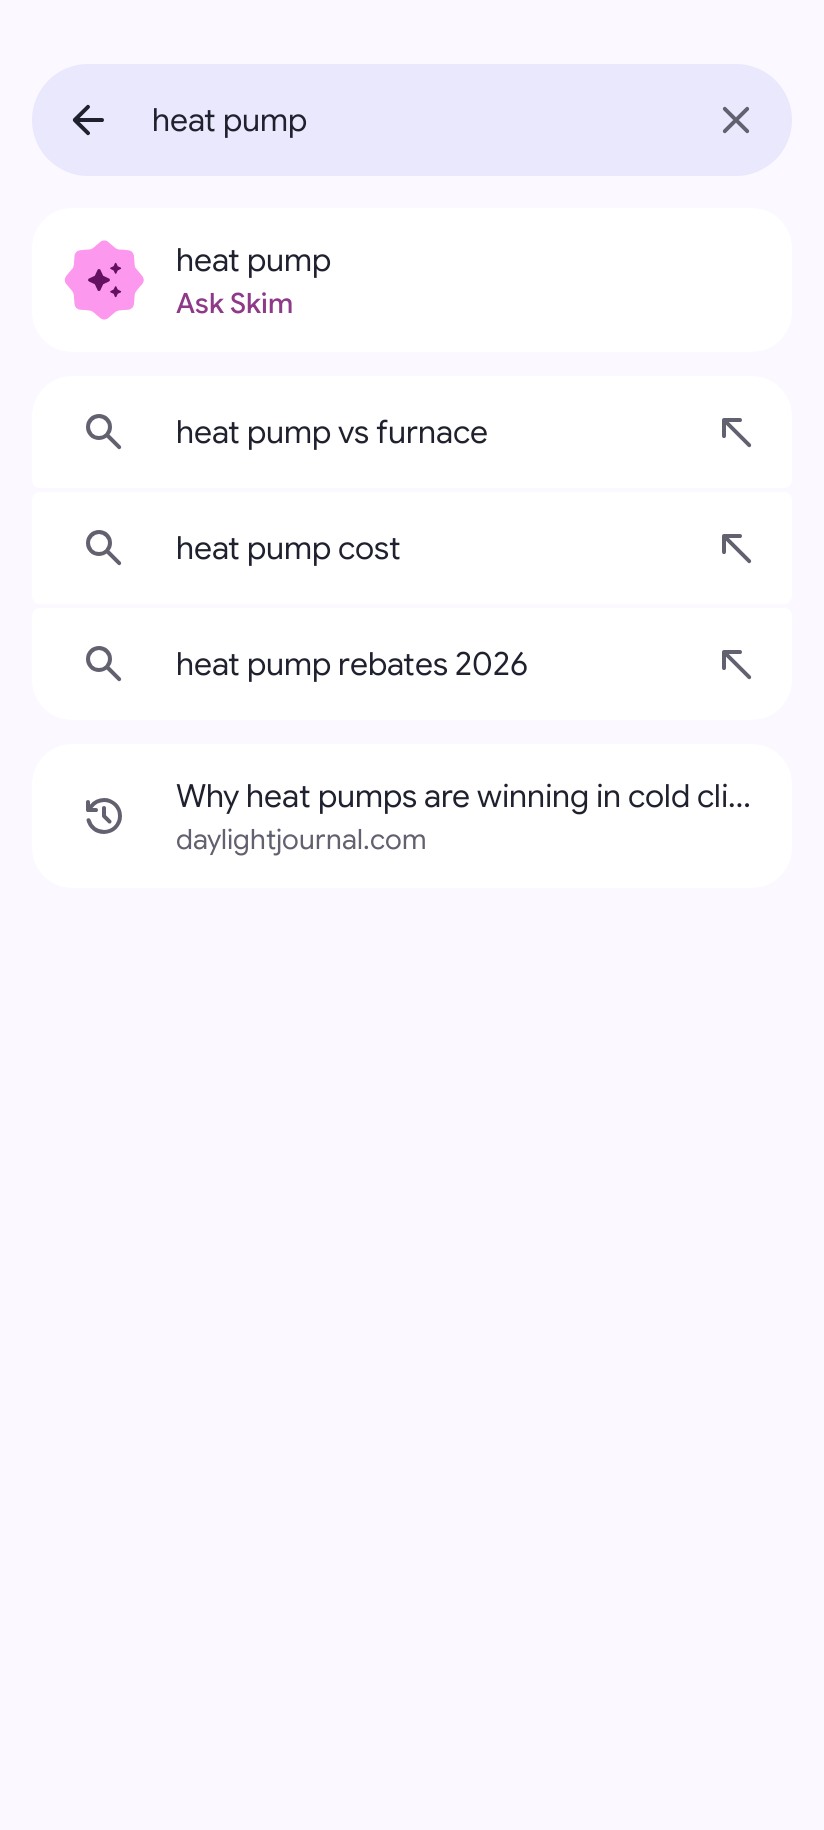 heat pump
heat pump
Ask Skim
heat pump vs furnace
heat pump cost
heat pump rebates 2026
Why heat pumps are winning in cold cli...
daylightjournal.com